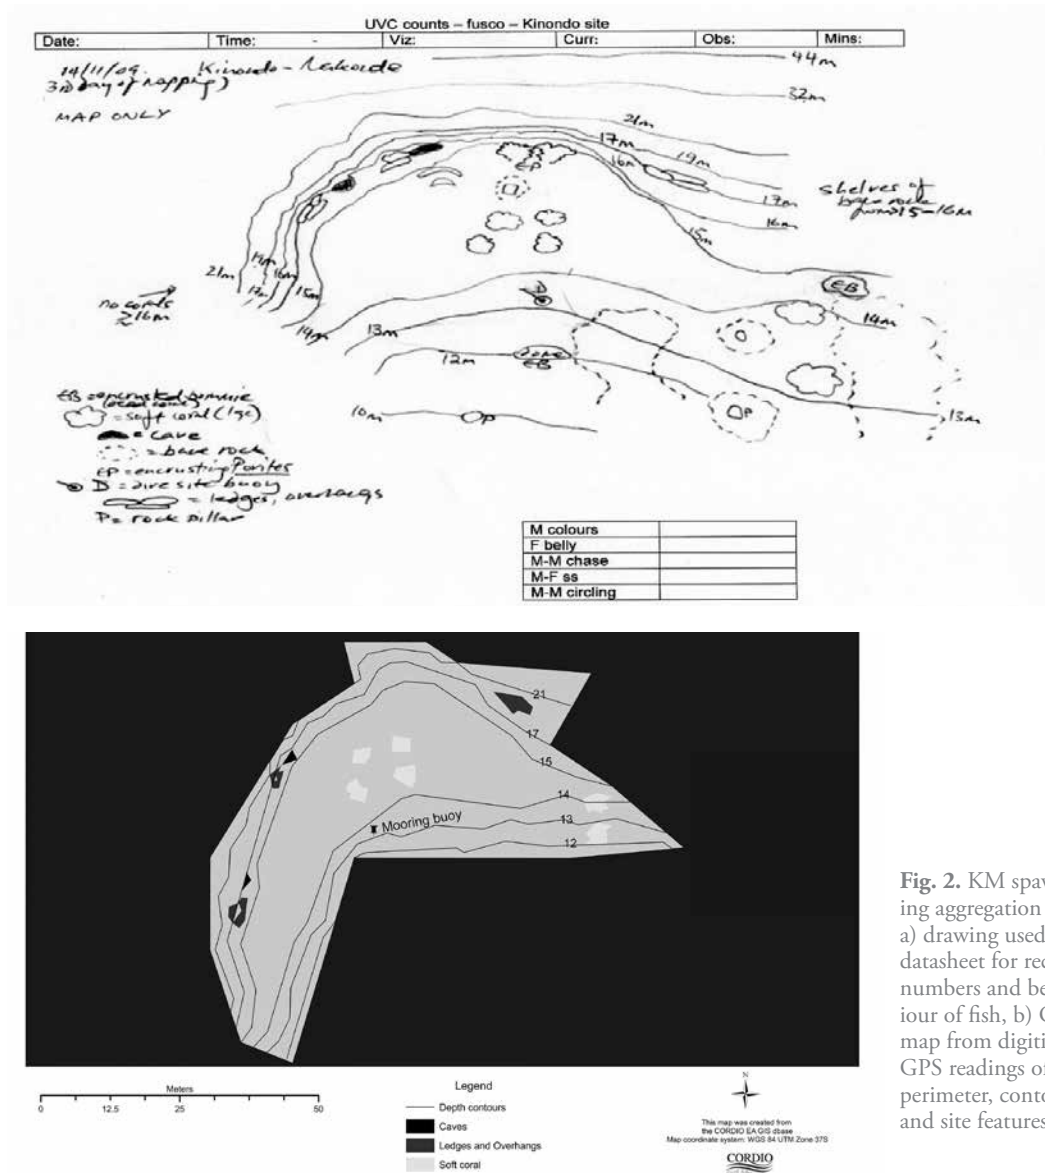 UVC counts – fusco – Kinondo site
Date: Time: - Viz: Curr: Obs: Mins:
14/11/09. Kinondo -
3rd day of mapping)
MAP ONLY
44m
32m
21m
17m
19m
16m
17m
16m
15m
shelves of
bare rock
from 15-16m
EP
19m
21m
16m
17m
15m
14m
no corals
≥16m
D
EB
13m
14m
12m
EB
10m
P
P
13m
EB = encrusted
= soft coral (lge)
= cave
= bare rock
EP = encrusting Porites
D = dive site buoy
= ledges, overhangs
P = rock pillar
M colours
F belly
M-M chase
M-F ss
M-M circling
21
17
15
14
13
12
Mooring buoy
Meters
0 12.5 25 50
Legend
Depth contours
Caves
Ledges and Overhangs
Soft coral
N
This map was created from
the CORDIO EA GIS dbase
Map coordinate system: WGS 84 UTM Zone 37S
CORDIO
Fig. 2. KM spaw
ing aggregation
a) drawing used
datasheet for rec
numbers and be
iour of fish, b) G
map from digiti
GPS readings of
perimeter, conto
and site features